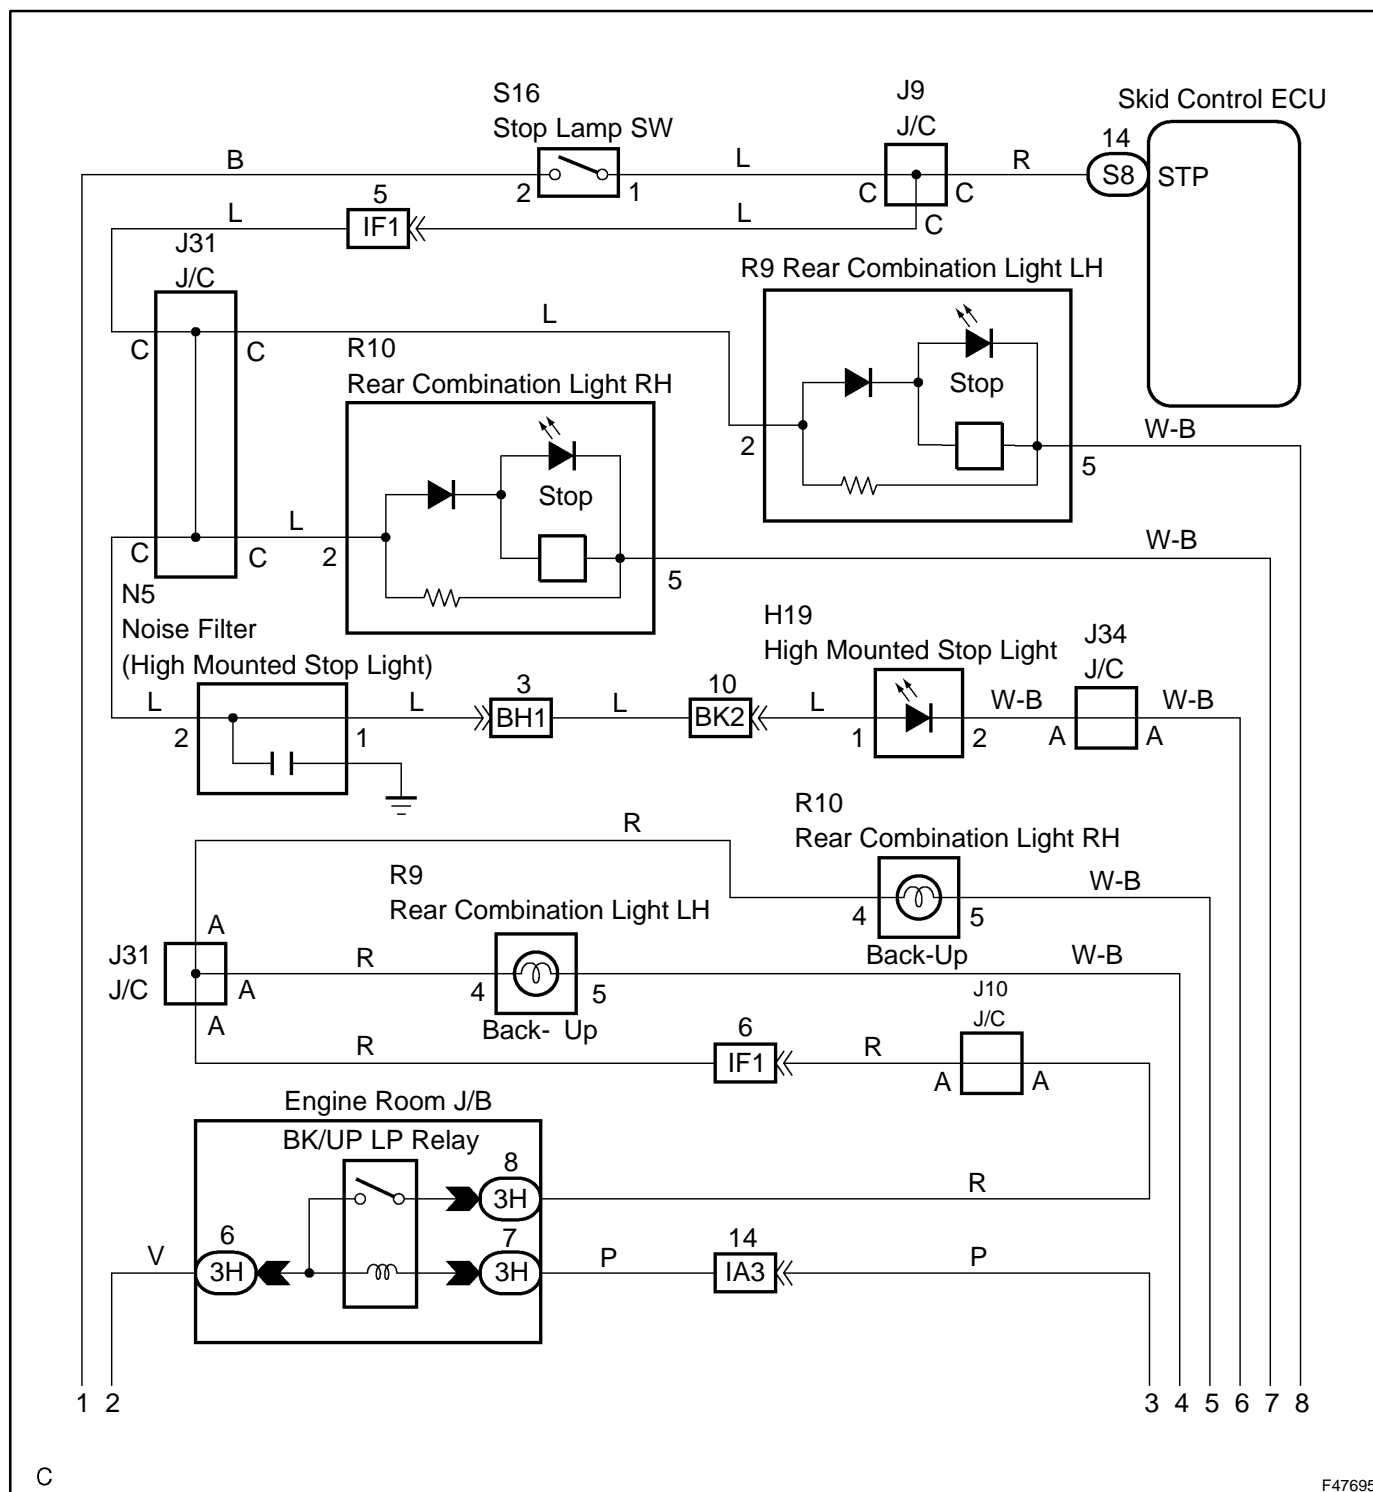 S16
Stop Lamp SW
J9
J/C
Skid Control ECU
14
B
L
R
S8
STP
2
1
C
C
C
5
L
IF1
L
J31
J/C
R9 Rear Combination Light LH
L
C
C
R10
Rear Combination Light RH
Stop
2
W-B
5
Stop
L
2
C
C
W-B
5
N5
Noise Filter
(High Mounted Stop Light)
H19
High Mounted Stop Light
J34
J/C
L
2
1
L
3
BH1
L
10
BK2
L
1
2
W-B
A
A
W-B
R10
Rear Combination Light RH
R
4
5
W-B
Back-Up
R9
Rear Combination Light LH
J31
J/C
A
A
A
R
4
5
W-B
Back- Up
J10
J/C
R
6
IF1
R
A
A
Engine Room J/B
BK/UP LP Relay
8
3H
R
V
6
3H
7
3H
P
14
IA3
P
1 2
3 4 5 6 7 8
C
F47695